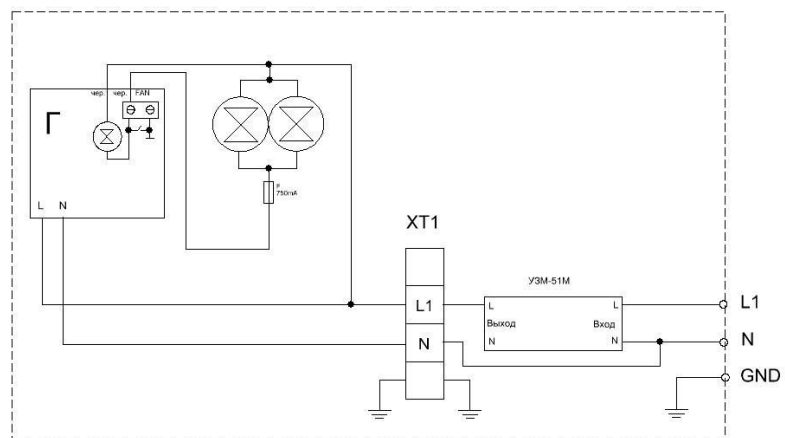 чер. чер. FAN
Г
L N
F
750mA
XT1
L1
N
УЗМ-51М
L L
Выход Вход
N N
L1
N
GND